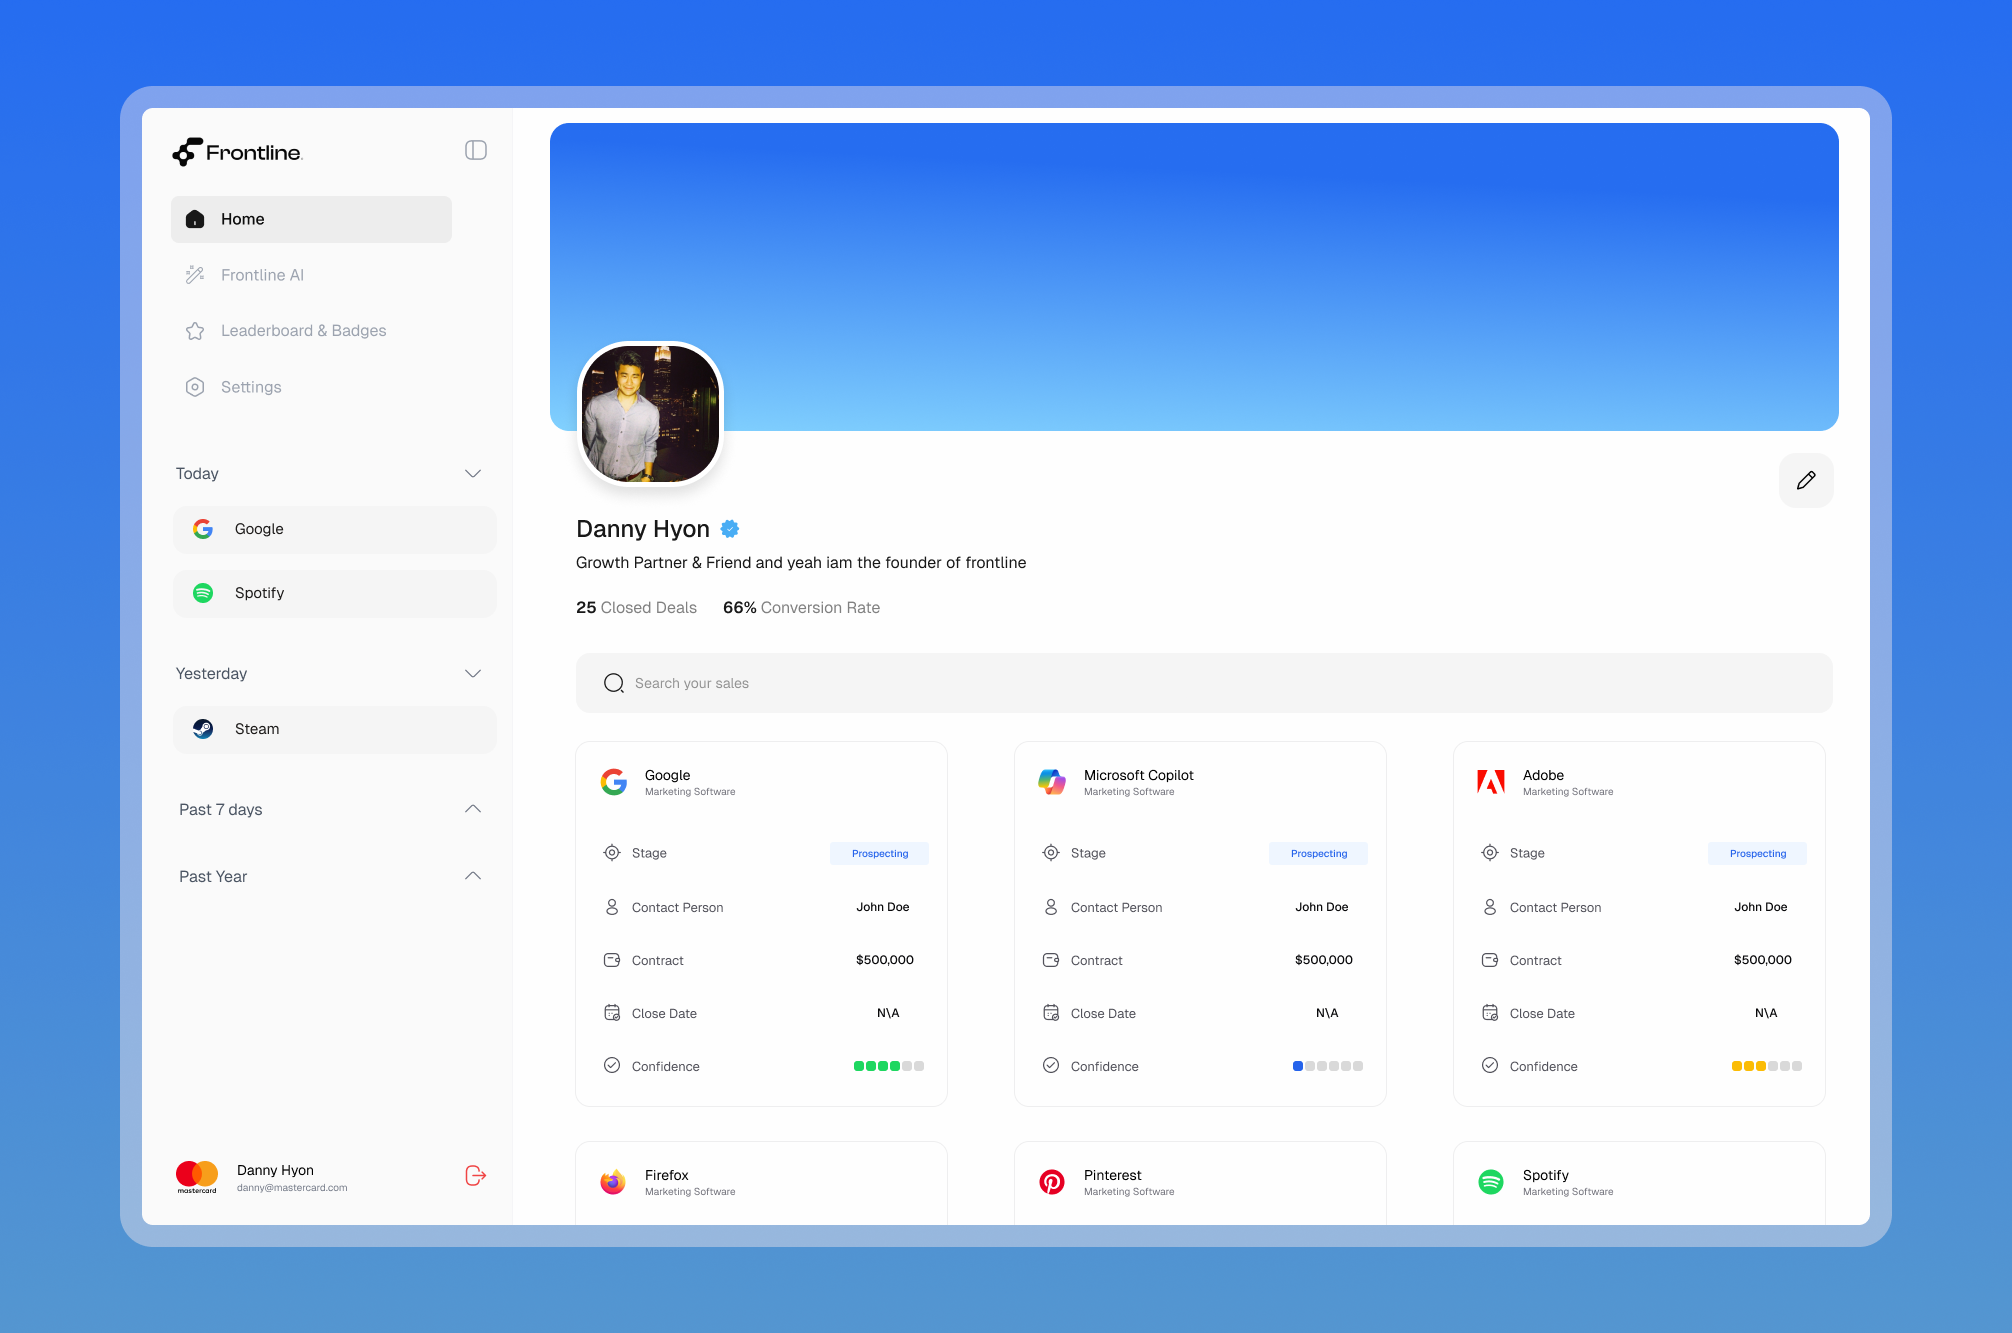 Frontline.
Home
Frontline AI
Leaderboard & Badges
Settings
Today
Google
Spotify
Yesterday
Steam
Past 7 days
Past Year
mastercard
Danny Hyon
danny@mastercard.com
Danny Hyon
Growth Partner & Friend and yeah iam the founder of frontline
25 Closed Deals 66% Conversion Rate
Search your sales
Google
Marketing Software
Stage Prospecting
Contact Person John Doe
Contract $500,000
Close Date N\A
Confidence
Microsoft Copilot
Marketing Software
Stage Prospecting
Contact Person John Doe
Contract $500,000
Close Date N\A
Confidence
Adobe
Marketing Software
Stage Prospecting
Contact Person John Doe
Contract $500,000
Close Date N\A
Confidence
Firefox
Marketing Software
Pinterest
Marketing Software
Spotify
Marketing Software